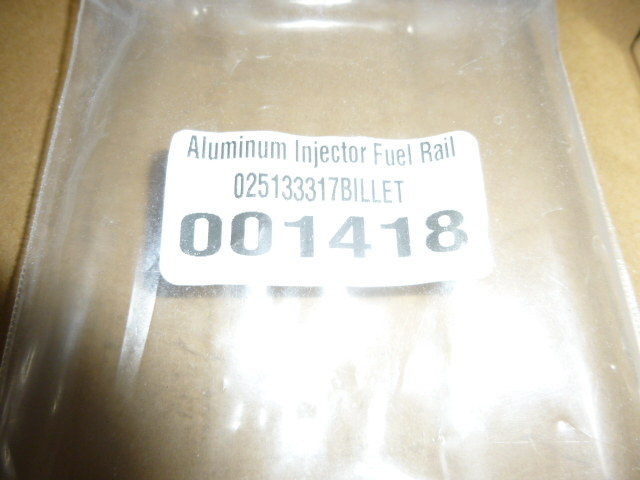 Aluminum Injector Fuel Rail
025133317BILLET
001418